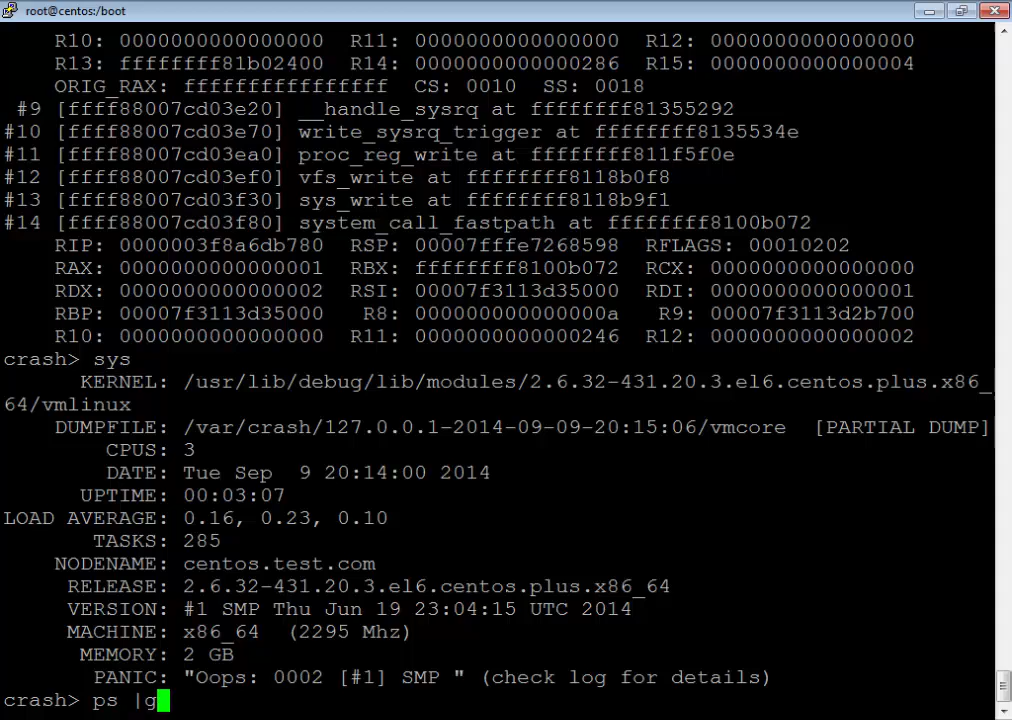 root@centos:/boot
R10: 0000000000000000 R11: 0000000000000000 R12: 0000000000000000
R13: ffffffff81b02400 R14: 0000000000000286 R15: 0000000000000004
ORIG_RAX: ffffffffffffffff CS: 0010 SS: 0018
#9 [ffff88007cd03e20] __handle_sysrq at ffffffff81355292
#10 [ffff88007cd03e70] write_sysrq_trigger at ffffffff8135534e
#11 [ffff88007cd03ea0] proc_reg_write at ffffffff811f5f0e
#12 [ffff88007cd03ef0] vfs_write at ffffffff8118b0f8
#13 [ffff88007cd03f30] sys_write at ffffffff8118b9f1
#14 [ffff88007cd03f80] system_call_fastpath at ffffffff8100b072
RIP: 0000003f8a6db780 RSP: 00007fffe7268598 RFLAGS: 00010202
RAX: 0000000000000001 RBX: ffffffff8100b072 RCX: 0000000000000000
RDX: 0000000000000002 RSI: 00007f3113d35000 RDI: 0000000000000001
RBP: 00007f3113d35000 R8: 000000000000000a R9: 00007f3113d2b700
R10: 0000000000000000 R11: 0000000000000246 R12: 0000000000000002
crash> sys
KERNEL: /usr/lib/debug/lib/modules/2.6.32-431.20.3.el6.centos.plus.x86_
64/vmlinux
DUMPFILE: /var/crash/127.0.0.1-2014-09-09-20:15:06/vmcore [PARTIAL DUMP]
CPUS: 3
DATE: Tue Sep 9 20:14:00 2014
UPTIME: 00:03:07
LOAD AVERAGE: 0.16, 0.23, 0.10
TASKS: 285
NODENAME: centos.test.com
RELEASE: 2.6.32-431.20.3.el6.centos.plus.x86_64
VERSION: #1 SMP Thu Jun 19 23:04:15 UTC 2014
MACHINE: x86_64 (2295 Mhz)
MEMORY: 2 GB
PANIC: "Oops: 0002 [#1] SMP " (check log for details)
crash> ps |g